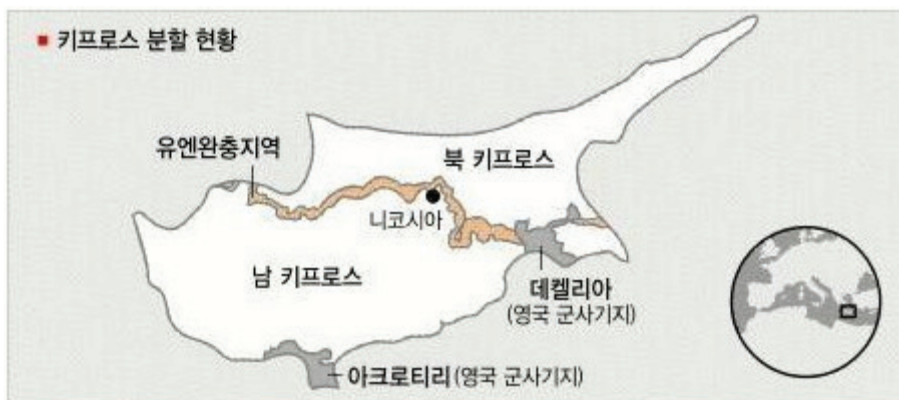 키프로스 분할 현황
유엔완충지역
북 키프로스
니코시아
남 키프로스
데켈리아
(영국 군사기지)
아크로티리(영국 군사기지)